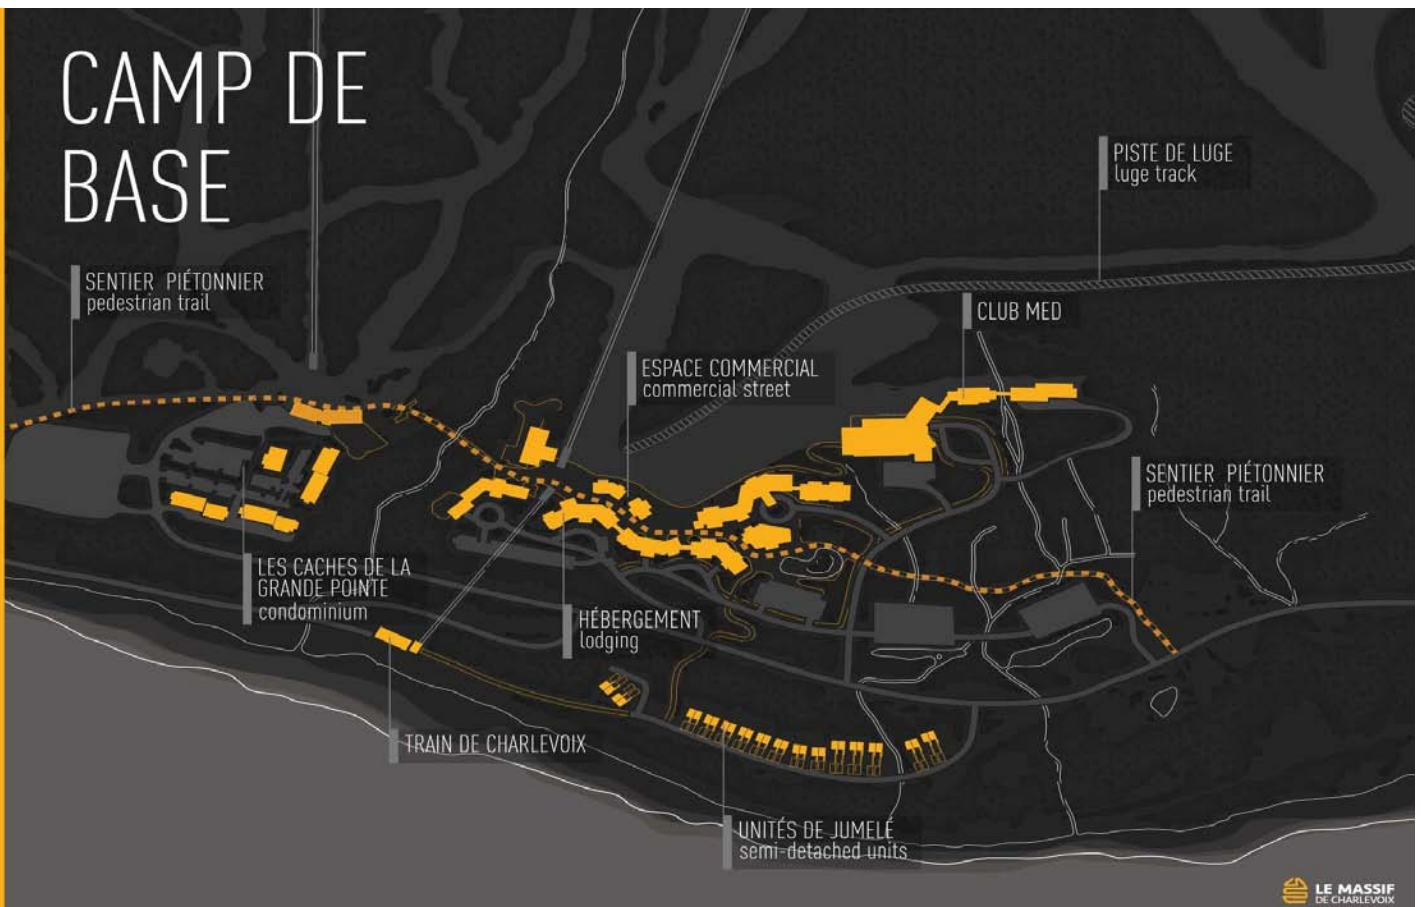 CAMP DE
BASE
PISTE DE LUGE
luge track
SENTIER PIÉTONNIER
pedestrian trail
CLUB MED
ESPACE COMMERCIAL
commercial street
SENTIER PIÉTONNIER
pedestrian trail
LES CACHES DE LA
GRANDE POINTE
condominium
HÉBERGEMENT
lodging
TRAIN DE CHARLEVOIX
UNITÉS DE JUMELÉ
semi-detached units
LE MASSIF
DE CHARLEVOIX